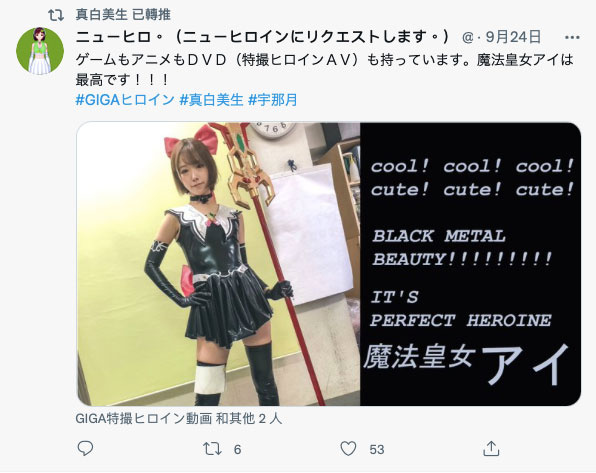 真白美生 已轉推
ニューヒロ。（ニューヒロインにリクエストします。） @ · 9月24日
ゲームもアニメもＤＶＤ（特撮ヒロインＡＶ）も持っています。魔法皇女アイは
最高です！！！
#GIGAヒロイン #真白美生 #宇那月
cool! cool! cool!
cute! cute! cute!
BLACK METAL
BEAUTY!!!!!!!!!
IT'S
PERFECT HEROINE
魔法皇女アイ
GIGA特撮ヒロイン動画 和其他 2 人
6
53